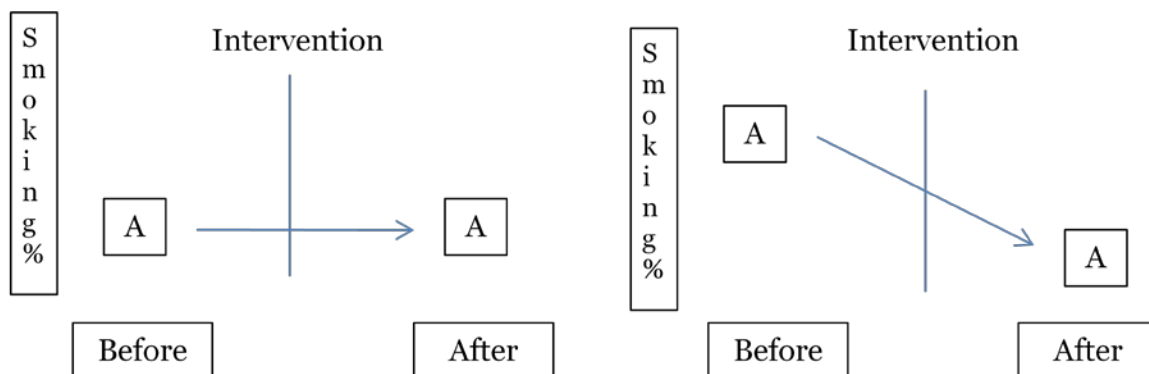 Smoking%
Intervention
A
A
Before
After
Smoking%
Intervention
A
A
Before
After